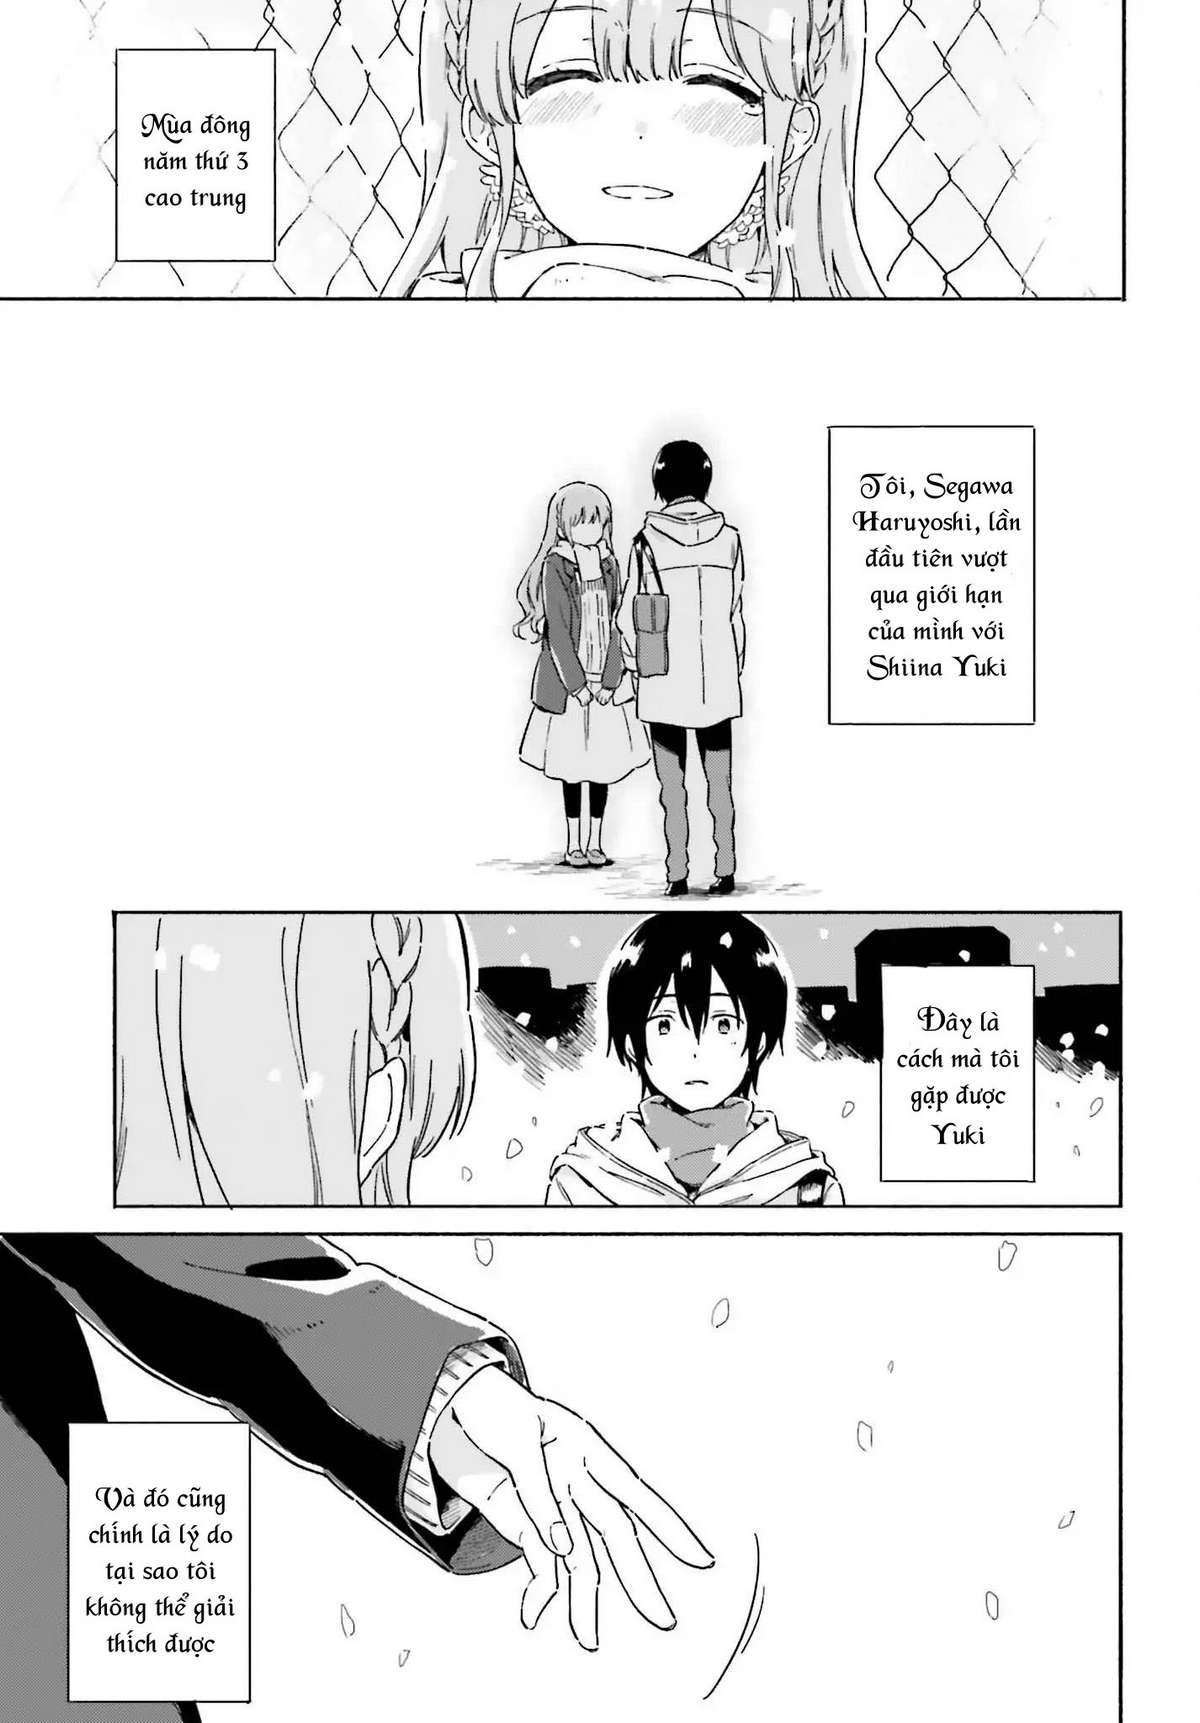 Mùa đông
năm thứ 3
cao trung
Tôi, Segawa
Haruyoshi, lần
đầu tiên vượt
qua giới hạn
của mình với
Shiina Yuki
Đây là
cách mà tôi
gặp được
Yuki
Và đó cũng
chính là lý do
tại sao tôi
không thể giải
thích được